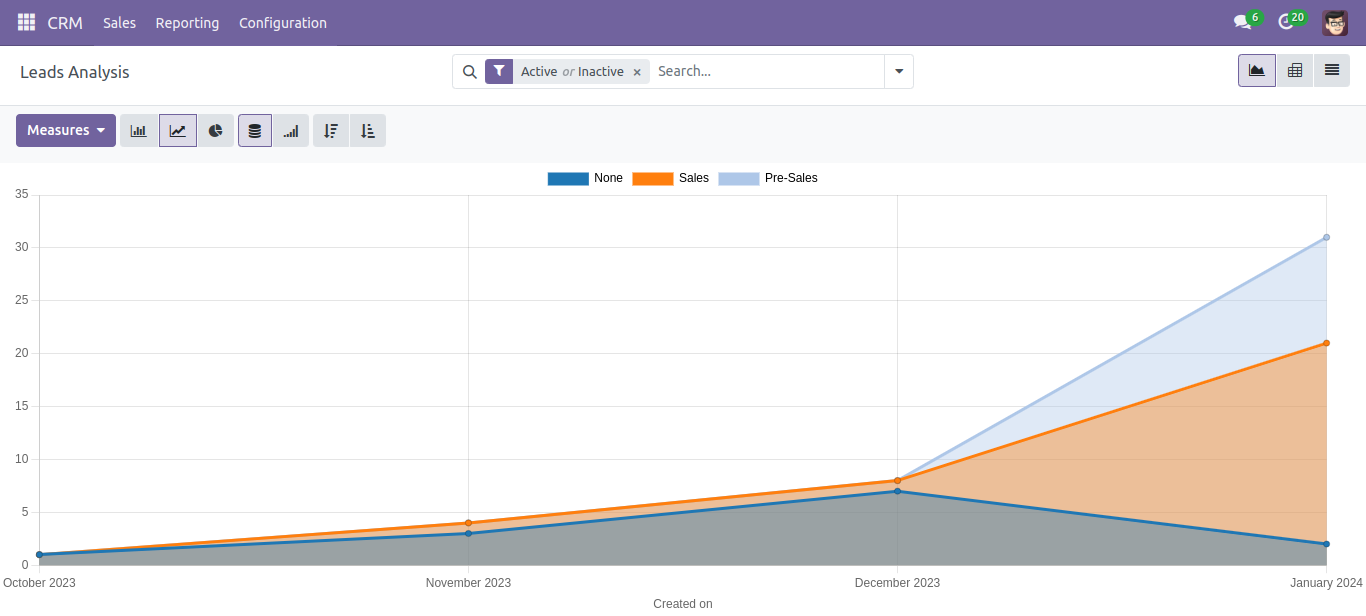 CRM Sales Reporting Configuration 6 20
Leads Analysis Active or Inactive × Search...
Measures
None Sales Pre-Sales
35
30
25
20
15
10
5
0
October 2023 November 2023 December 2023 January 2024
Created on